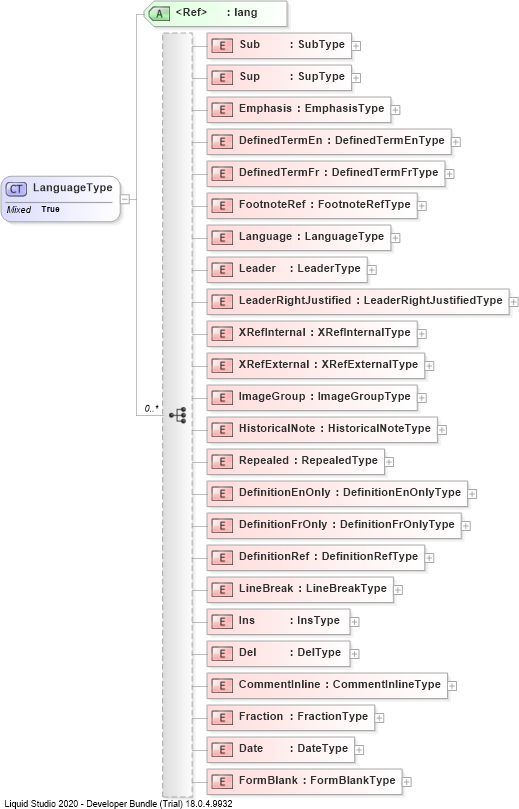 A <Ref> : lang
E Sub : SubType
E Sup : SupType
E Emphasis : EmphasisType
E DefinedTermEn : DefinedTermEnType
E DefinedTermFr : DefinedTermFrType
CT LanguageType
Mixed True
E FootnoteRef : FootnoteRefType
E Language : LanguageType
E Leader : LeaderType
E LeaderRightJustified : LeaderRightJustifiedType
E XRefInternal : XRefInternalType
E XRefExternal : XRefExternalType
E ImageGroup : ImageGroupType
0..*
E HistoricalNote : HistoricalNoteType
E Repealed : RepealedType
E DefinitionEnOnly : DefinitionEnOnlyType
E DefinitionFrOnly : DefinitionFrOnlyType
E DefinitionRef : DefinitionRefType
E LineBreak : LineBreakType
E Ins : InsType
E Del : DelType
E CommentInline : CommentInlineType
E Fraction : FractionType
E Date : DateType
E FormBlank : FormBlankType
Liquid Studio 2020 - Developer Bundle (Trial) 18.0.4.9932